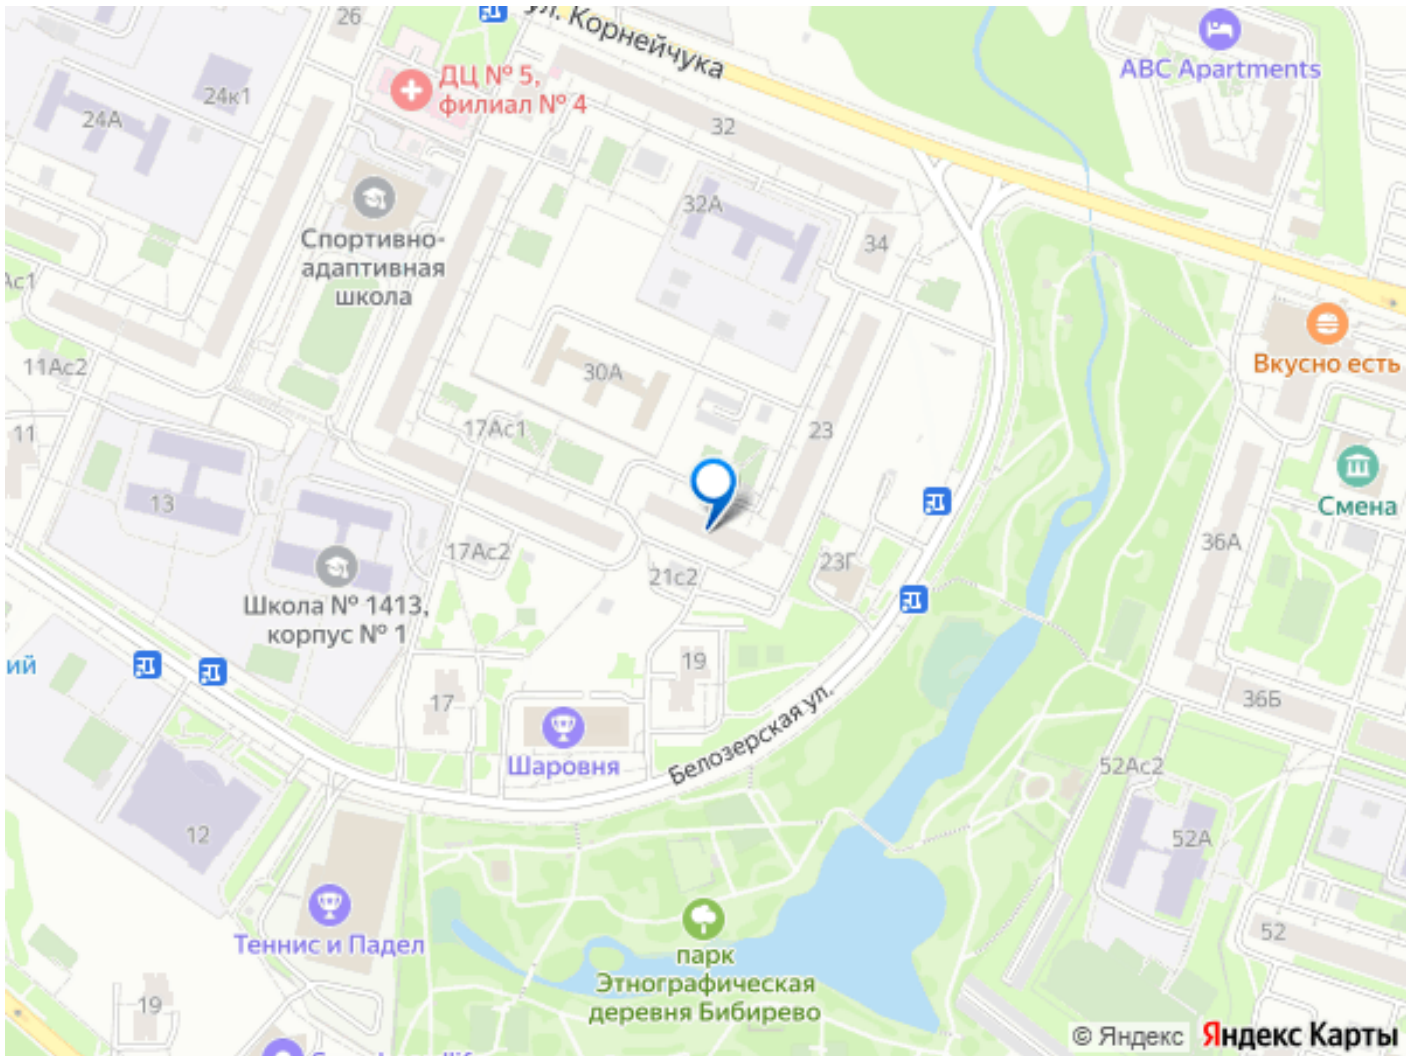 26
ул. Корнейчука
ABC Apartments
ДЦ № 5,
филиал № 4
24к1
24А
32
32А
34
Спортивно-
адаптивная
школа
Ас1
11Ас2
30А
Вкусно есть
11
17Ас1
23
13
Смена
36А
17Ас2
21с2
23Г
Школа № 1413,
корпус № 1
ий
19
17
36Б
Белозерская ул.
Шаровня
52Ас2
12
52А
Теннис и Падел
парк
Этнографическая
деревня Бибирево
52
19
© Яндекс Яндекс Карты